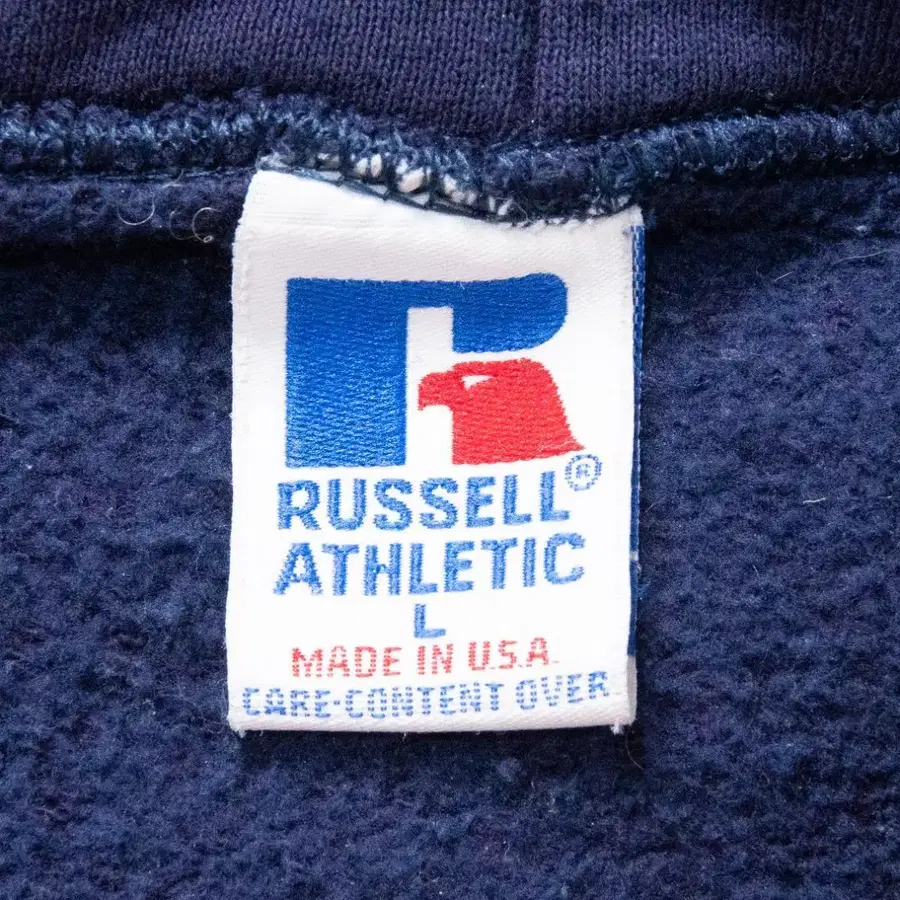 RUSSELL®
ATHLETIC
L
MADE IN U.S.A.
CARE·CONTENT OVER